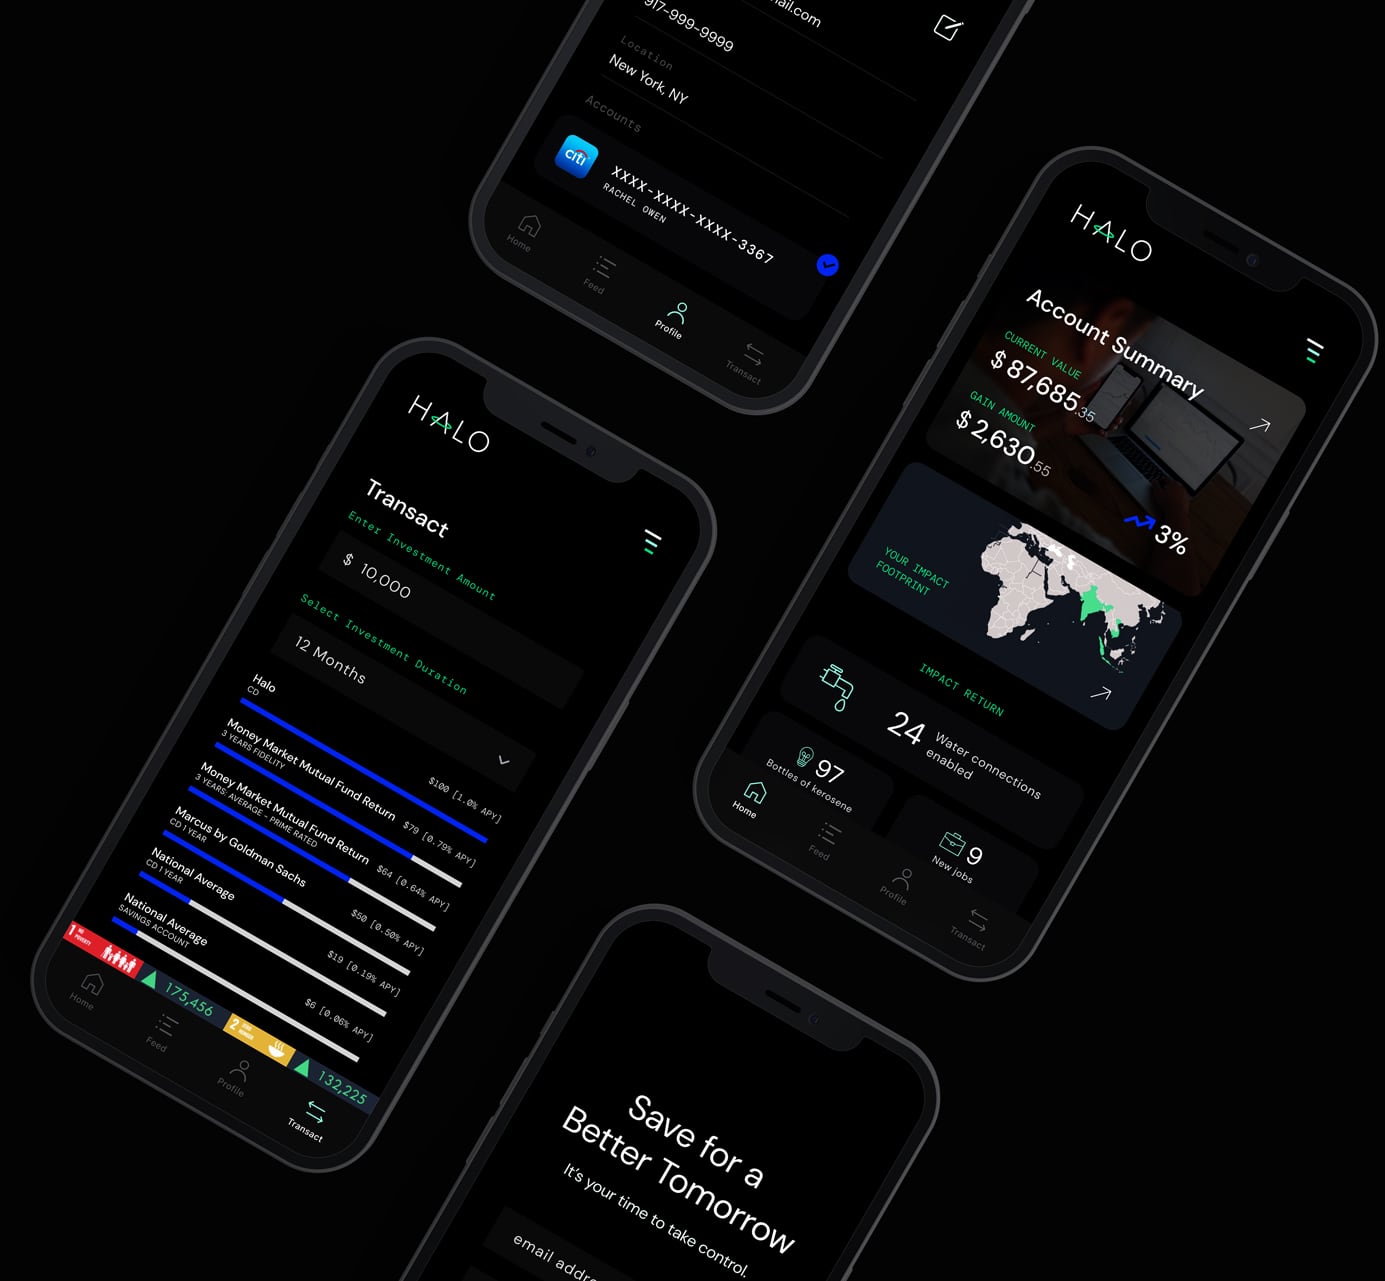 ail.com
917-999-9999
Location
New York, NY
Accounts
citi
XXXX-XXXX-XXXX-3367
RACHEL OWEN
Home
Feed
Profile
Transact
HALO
Account Summary
CURRENT VALUE
$87,685.35
GAIN AMOUNT
$2,630.55
3%
YOUR IMPACT
FOOTPRINT
IMPACT RETURN
24 Water connections
enabled
97
Bottles of kerosene
9
New jobs
Home
Feed
Profile
Transact
HALO
Transact
Enter Investment Amount
$ 10,000
Select Investment Duration
12 Months
Halo
CD
$100 [1.0% APY]
Money Market Mutual Fund Return
3 YEARS FIDELITY
$79 [0.79% APY]
Money Market Mutual Fund Return
3 YEARS: AVERAGE - PRIME RATED
$64 [0.64% APY]
Marcus by Goldman Sachs
CD 1 YEAR
$50 [0.50% APY]
National Average
CD 1 YEAR
$19 [0.19% APY]
National Average
SAVINGS ACCOUNT
$6 [0.06% APY]
1 NO
POVERTY
175,456
2 ZERO
HUNGER
132,225
Home
Feed
Profile
Transact
Save for a
Better Tomorrow
It's your time to take control.
email addre